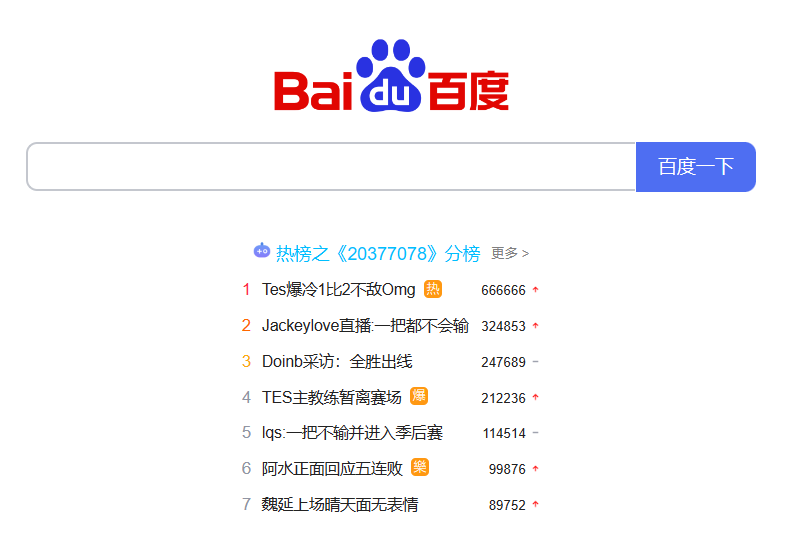 Bai du 百度
百度一下
热榜之《20377078》分榜 更多 >
1 Tes爆冷1比2不敌Omg 热 666666
2 Jackeylove直播:一把都不会输 324853
3 Doinb采访：全胜出线 247689
4 TES主教练暂离赛场 爆 212236
5 lqs:一把不输并进入季后赛 114514
6 阿水正面回应五连败 樂 99876
7 魏延上场晴天面无表情 89752